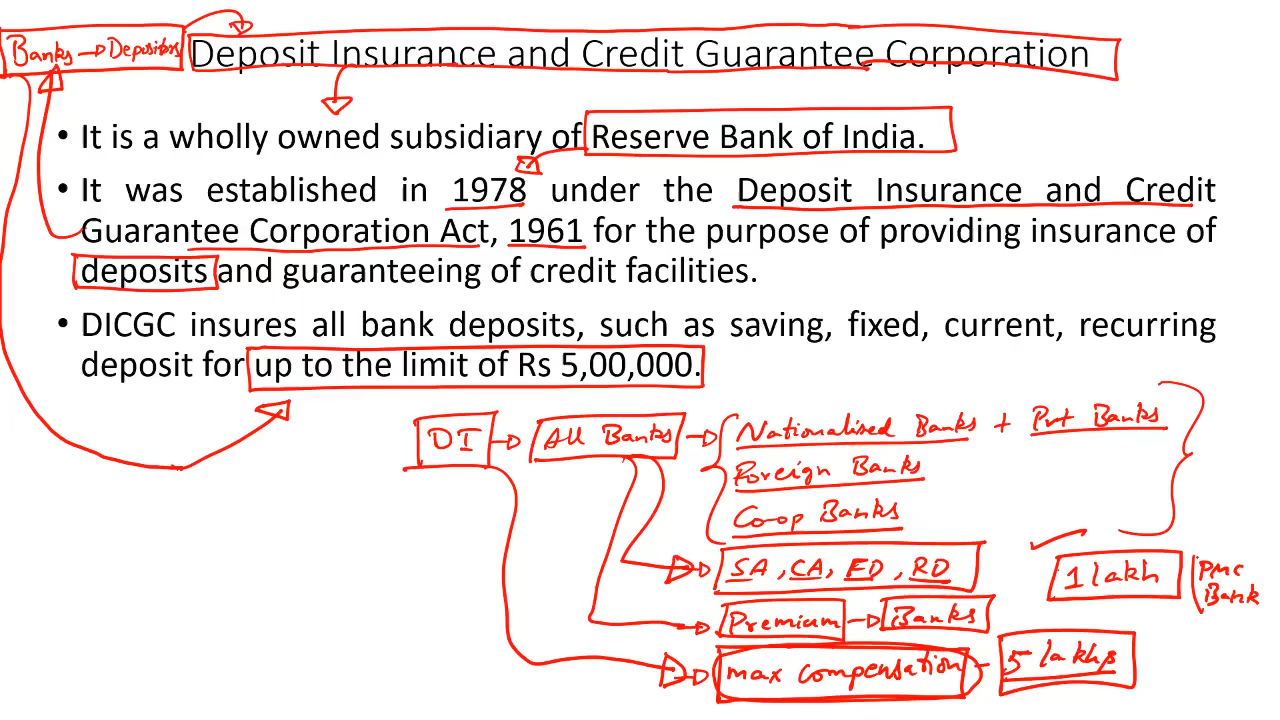 Banks → Depositors
Deposit Insurance and Credit Guarantee Corporation
• It is a wholly owned subsidiary of Reserve Bank of India.
• It was established in 1978 under the Deposit Insurance and Credit
Guarantee Corporation Act, 1961 for the purpose of providing insurance of
deposits and guaranteeing of credit facilities.
• DICGC insures all bank deposits, such as saving, fixed, current, recurring
deposit for up to the limit of Rs 5,00,000.
DI → All Banks → Nationalised Banks + Pvt Banks
Foreign Banks
Co-op Banks
SA, CA, FD, RD
1 lakh
PMC
Bank
Premium → Banks
max compensation - 5 lakhs